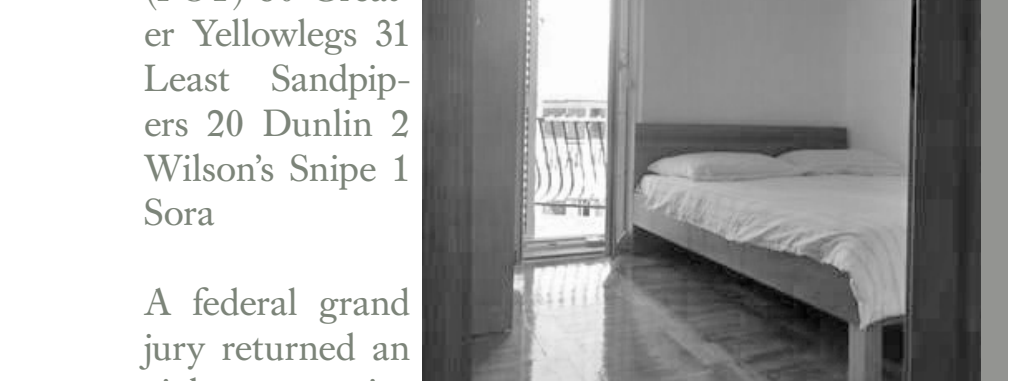 er Yellowlegs 31
Least Sandpip-
ers 20 Dunlin 2
Wilson's Snipe 1
Sora
A federal grand
jury returned an